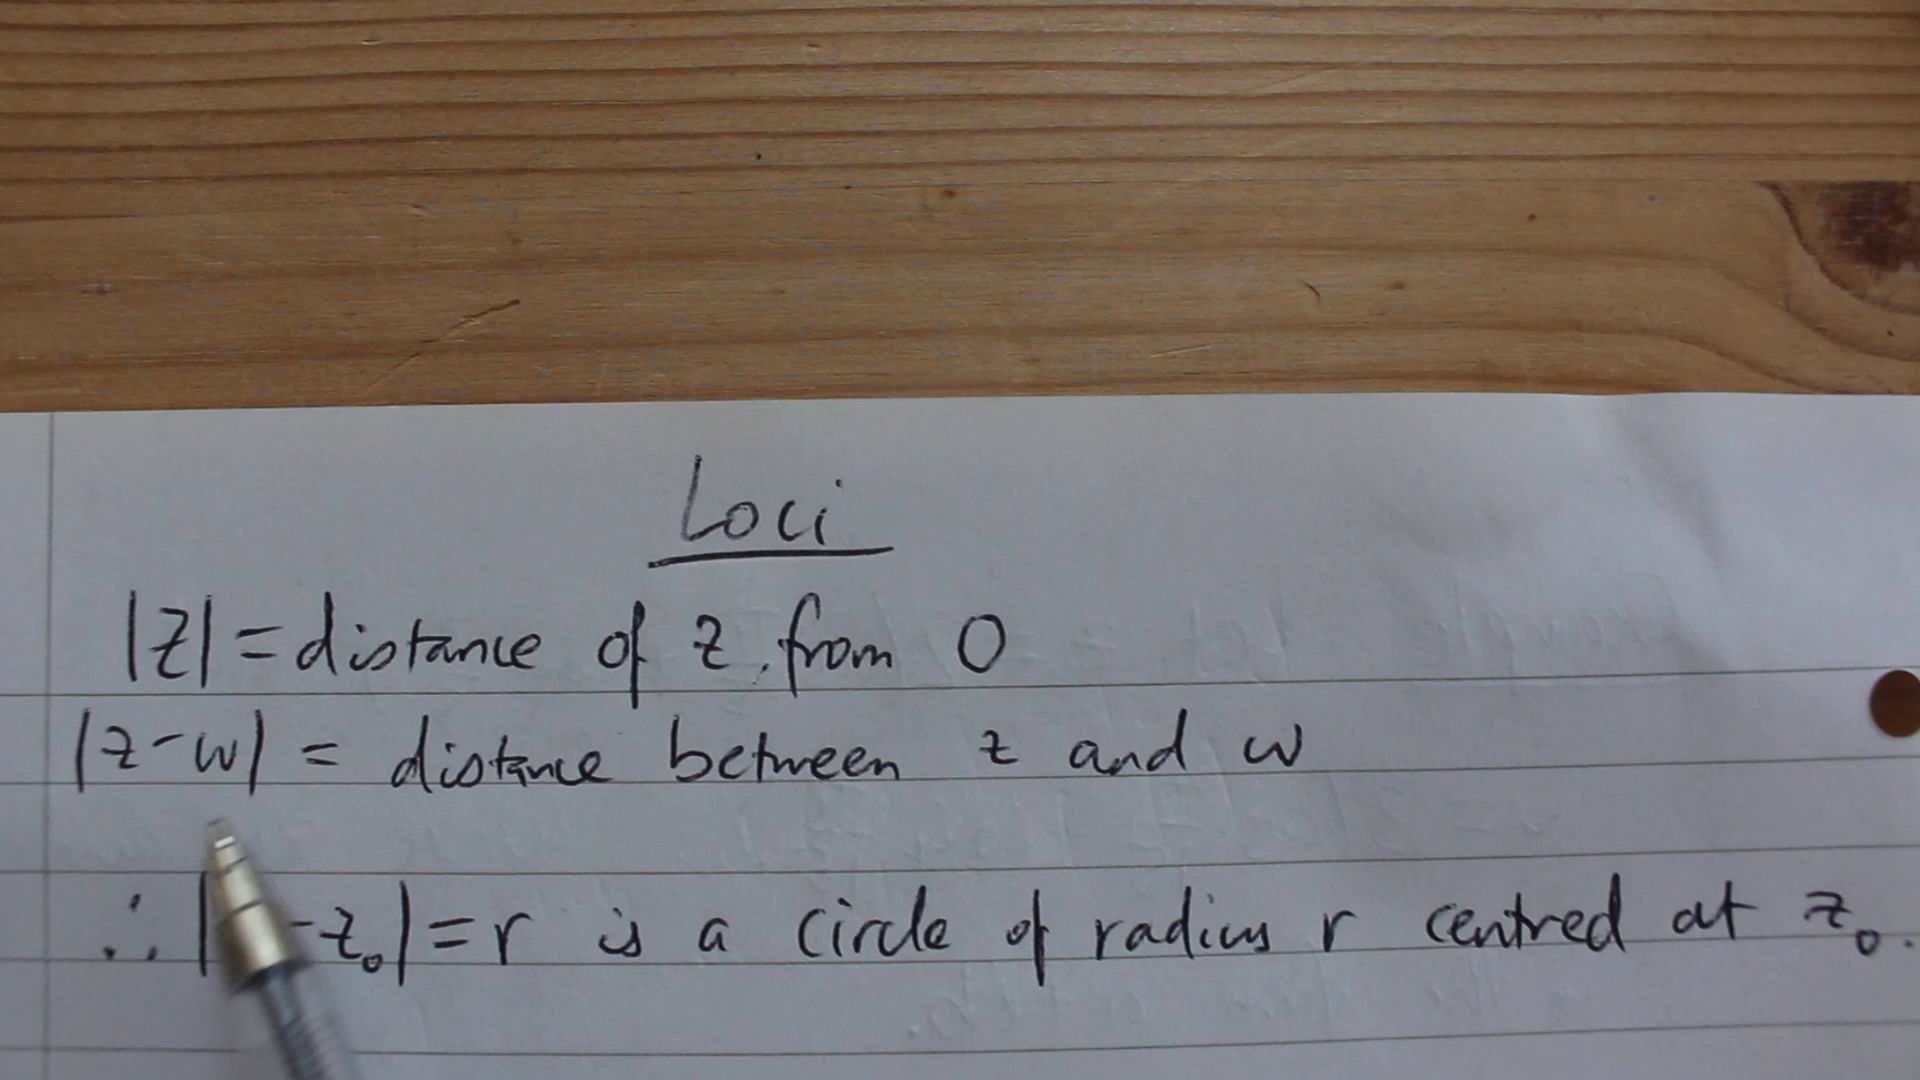 Loci
|z| = distance of z from 0
|z-w| = distance between z and w
∴ | -z₀| = r is a circle of radius r centred at z₀.